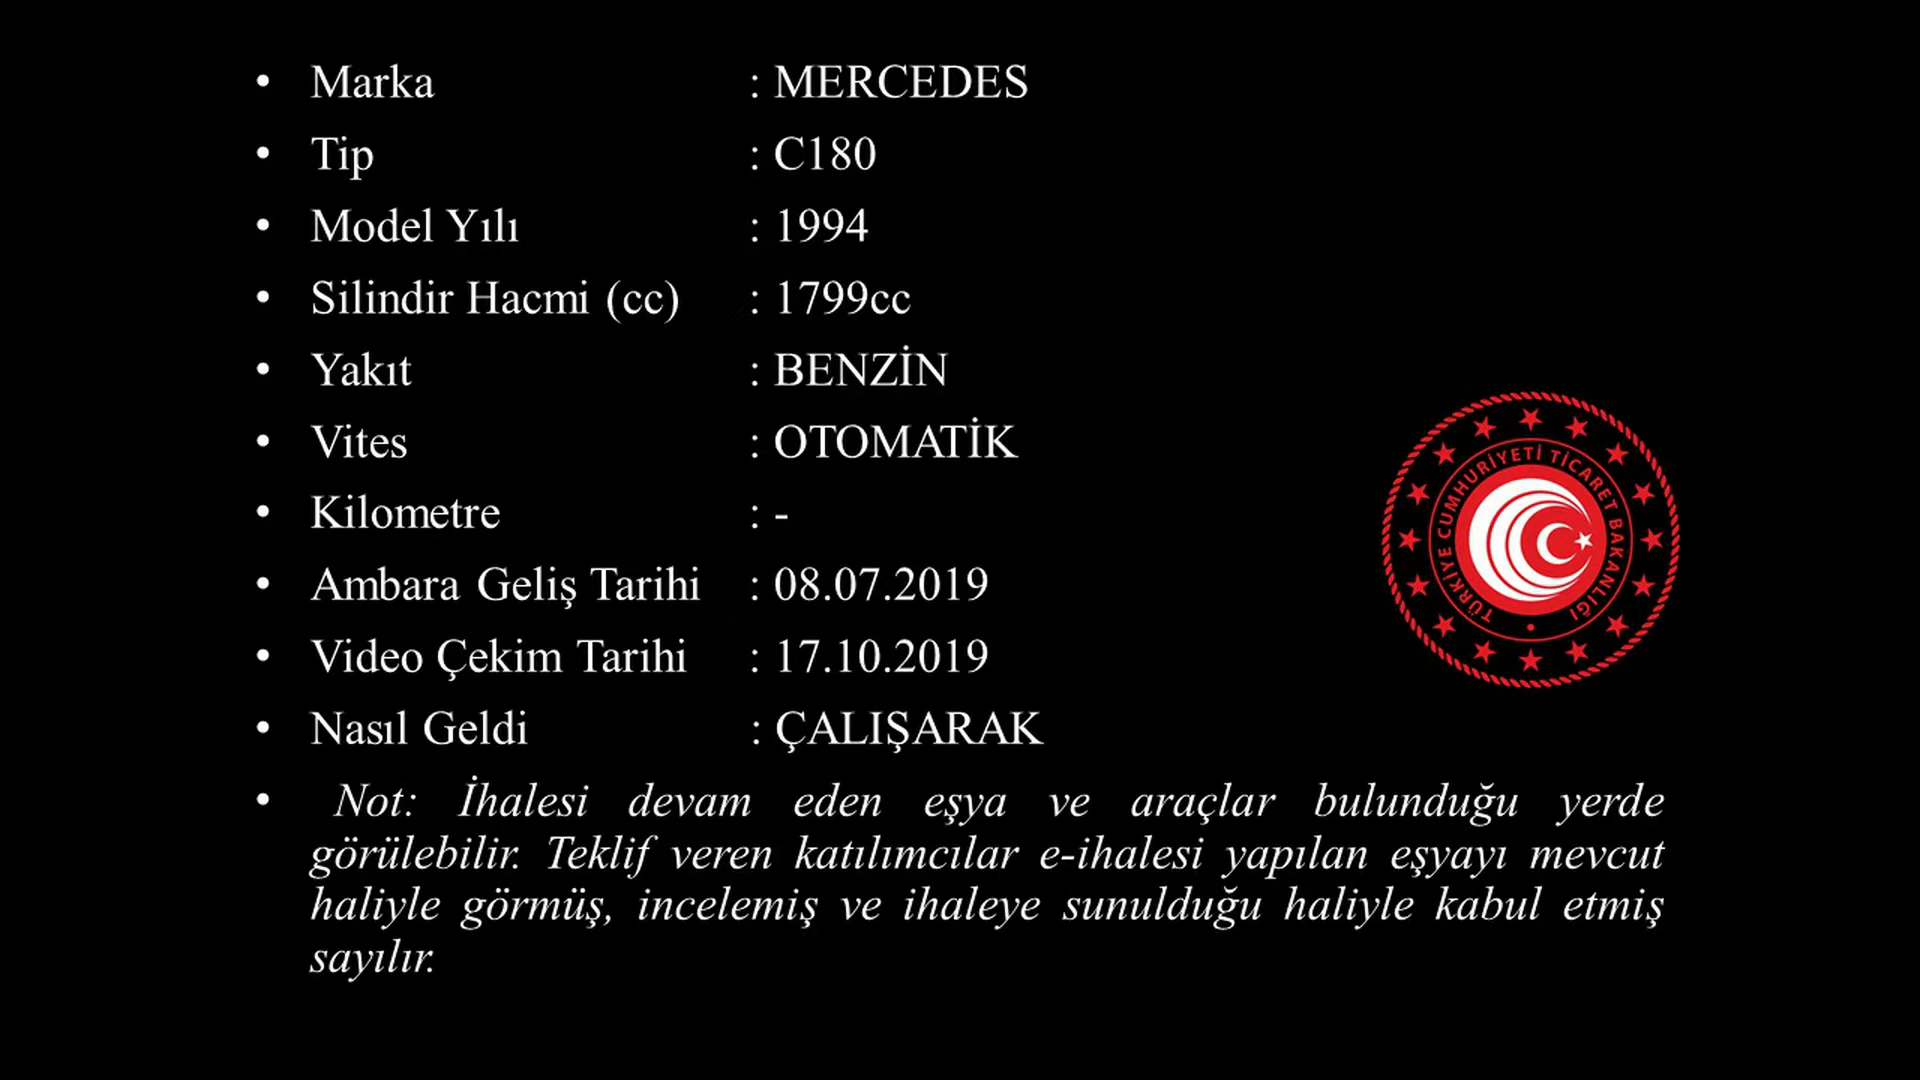 • Marka : MERCEDES
• Tip : C180
• Model Yılı : 1994
• Silindir Hacmi (cc) : 1799cc
• Yakıt : BENZİN
• Vites : OTOMATİK
• Kilometre : -
• Ambara Geliş Tarihi : 08.07.2019
• Video Çekim Tarihi : 17.10.2019
• Nasıl Geldi : ÇALIŞARAK
• Not: İhalesi devam eden eşya ve araçlar bulunduğu yerde
görülebilir. Teklif veren katılımcılar e-ihalesi yapılan eşyayı mevcut
haliyle görmüş, incelemiş ve ihaleye sunulduğu haliyle kabul etmiş
sayılır.
TÜRKİYE CUMHURİYETİ TİCARET BAKANLIĞI